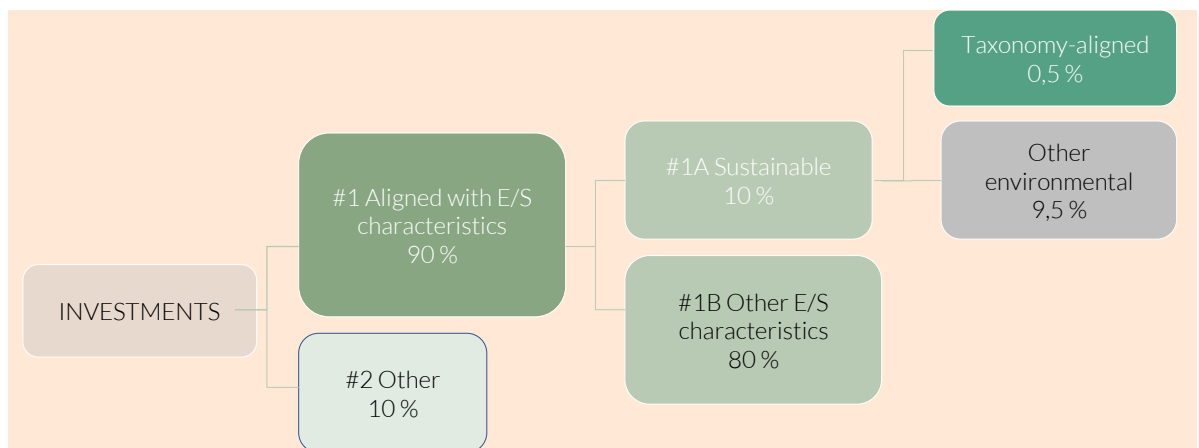 INVESTMENTS
#1 Aligned with E/S
characteristics
90 %
#2 Other
10 %
#1A Sustainable
10 %
#1B Other E/S
characteristics
80 %
Taxonomy-aligned
0,5 %
Other
environmental
9,5 %